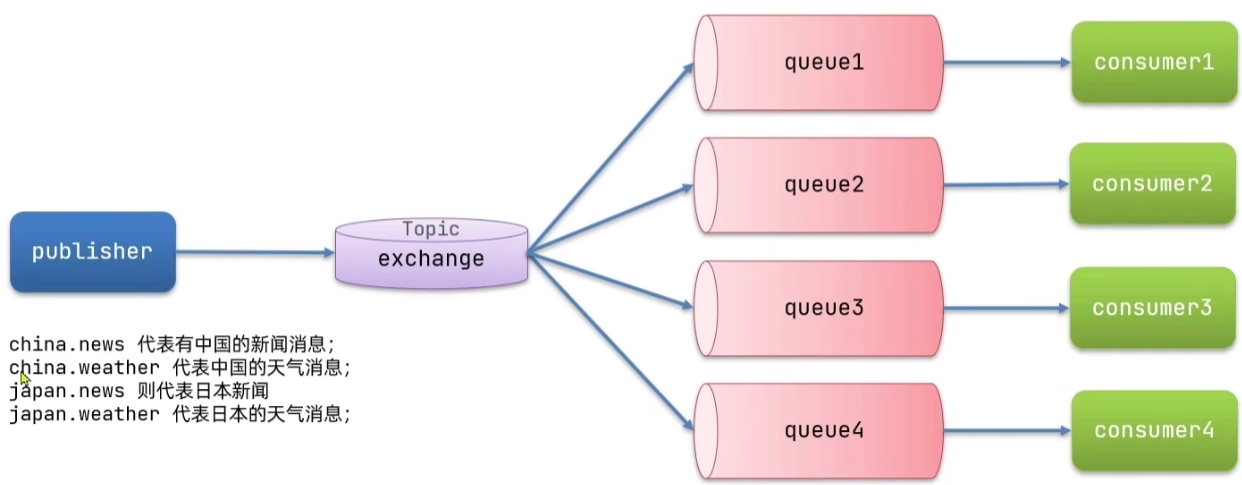 publisher
Topic
exchange
queue1
consumer1
queue2
consumer2
queue3
consumer3
queue4
consumer4
china.news 代表有中国的新闻消息；
china.weather 代表中国的天气消息；
japan.news 则代表日本新闻
japan.weather 代表日本的天气消息；